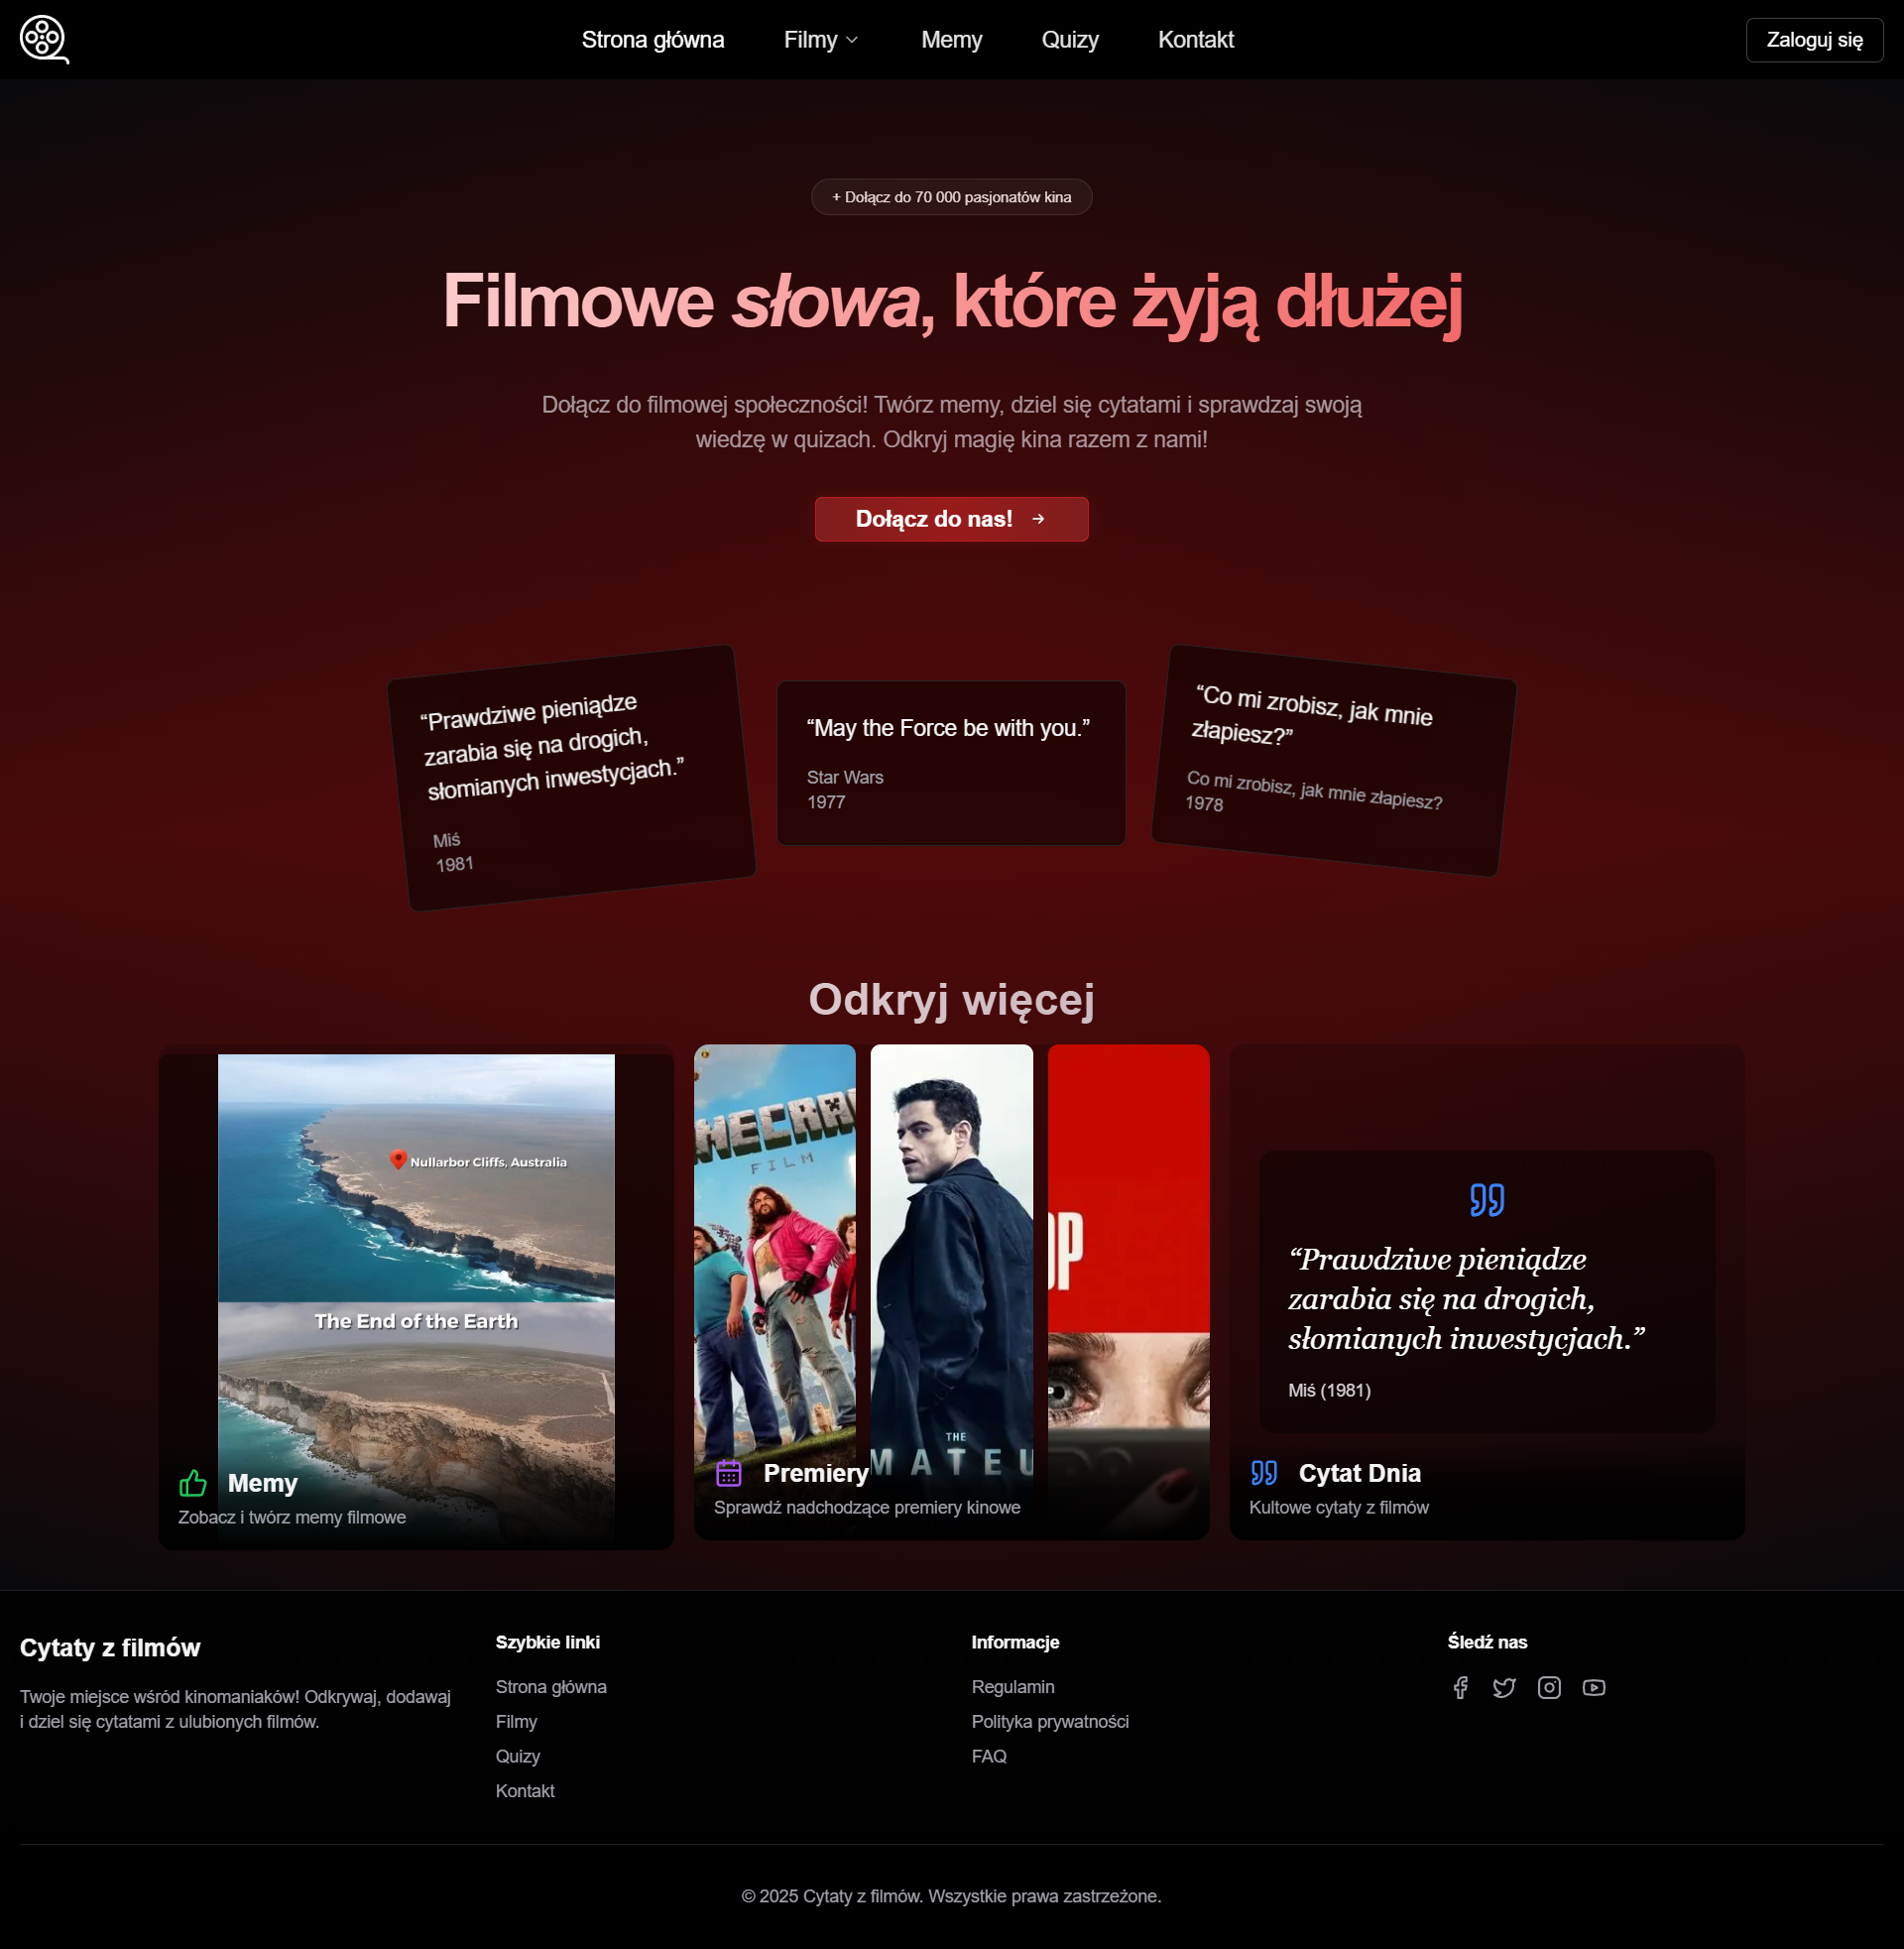 Strona główna
Filmy
Memy
Quizy
Kontakt
Zaloguj się
+ Dołącz do 70 000 pasjonatów kina
Filmowe słowa, które żyją dłużej
Dołącz do filmowej społeczności! Twórz memy, dziel się cytatami i sprawdzaj swoją
wiedzę w quizach. Odkryj magię kina razem z nami!
Dołącz do nas!
“Prawdziwe pieniądze
zarabia się na drogich,
słomianych inwestycjach.”
Miś
1981
“May the Force be with you.”
Star Wars
1977
“Co mi zrobisz, jak mnie
złapiesz?”
Co mi zrobisz, jak mnie złapiesz?
1978
Odkryj więcej
Nullarbor Cliffs, Australia
The End of the Earth
Memy
Zobacz i twórz memy filmowe
NECRA
FILM
THE
MATEU
OP
Premiery
Sprawdź nadchodzące premiery kinowe
“Prawdziwe pieniądze
zarabia się na drogich,
słomianych inwestycjach.”
Miś (1981)
Cytat Dnia
Kultowe cytaty z filmów
Cytaty z filmów
Twoje miejsce wśród kinomaniaków! Odkrywaj, dodawaj
i dziel się cytatami z ulubionych filmów.
Szybkie linki
Strona główna
Filmy
Quizy
Kontakt
Informacje
Regulamin
Polityka prywatności
FAQ
Śledź nas
© 2025 Cytaty z filmów. Wszystkie prawa zastrzeżone.